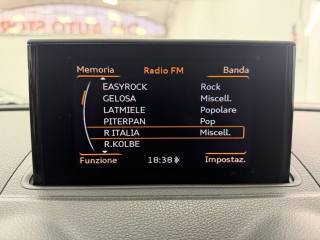 Memoria Radio FM Banda
EASYROCK Rock
GELOSA Miscell.
LATMIELE Popolare
PITERPAN Pop
R ITALIA Miscell.
R.KOLBE
Funzione 18:38 Impostaz.